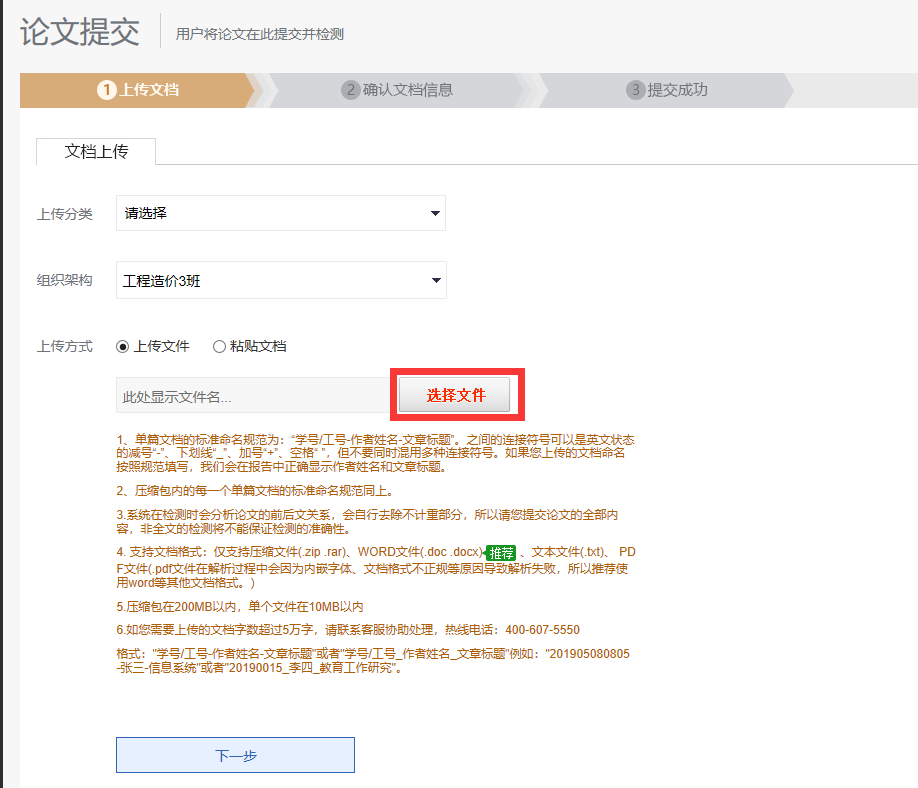 论文提交
用户将论文在此提交并检测
1 上传文档
2 确认文档信息
3 提交成功
文档上传
上传分类
请选择
组织架构
工程造价3班
上传方式
上传文件
粘贴文档
此处显示文件名...
选择文件
1、单篇文档的标准命名规范为：“学号/工号-作者姓名-文章标题”。之间的连接符号可以是英文状态
的减号“-”、下划线“_”、加号“+”、空格“ ”，但不要同时混用多种连接符号。如果您上传的文档命名
按照规范填写，我们会在报告中正确显示作者姓名和文章标题。
2、压缩包内的每一个单篇文档的标准命名规范同上。
3.系统在检测时会分析论文的前后文关系，会自行去除不计重部分，所以请您提交论文的全部内
容，非全文的检测将不能保证检测的准确性。
4. 支持文档格式：仅支持压缩文件(.zip .rar)、WORD文件(.doc .docx) 推荐 、文本文件(.txt)、 PD
F文件(.pdf文件在解析过程中会因为内嵌字体、文档格式不正规等原因导致解析失败，所以推荐使
用word等其他文档格式。)
5.压缩包在200MB以内，单个文件在10MB以内
6.如您需要上传的文档字数超过5万字，请联系客服协助处理，热线电话：400-607-5550
格式："学号/工号-作者姓名-文章标题"或者"学号/工号_作者姓名_文章标题"例如："201905080805
-张三-信息系统"或者"20190015_李四_教育工作研究"。
下一步